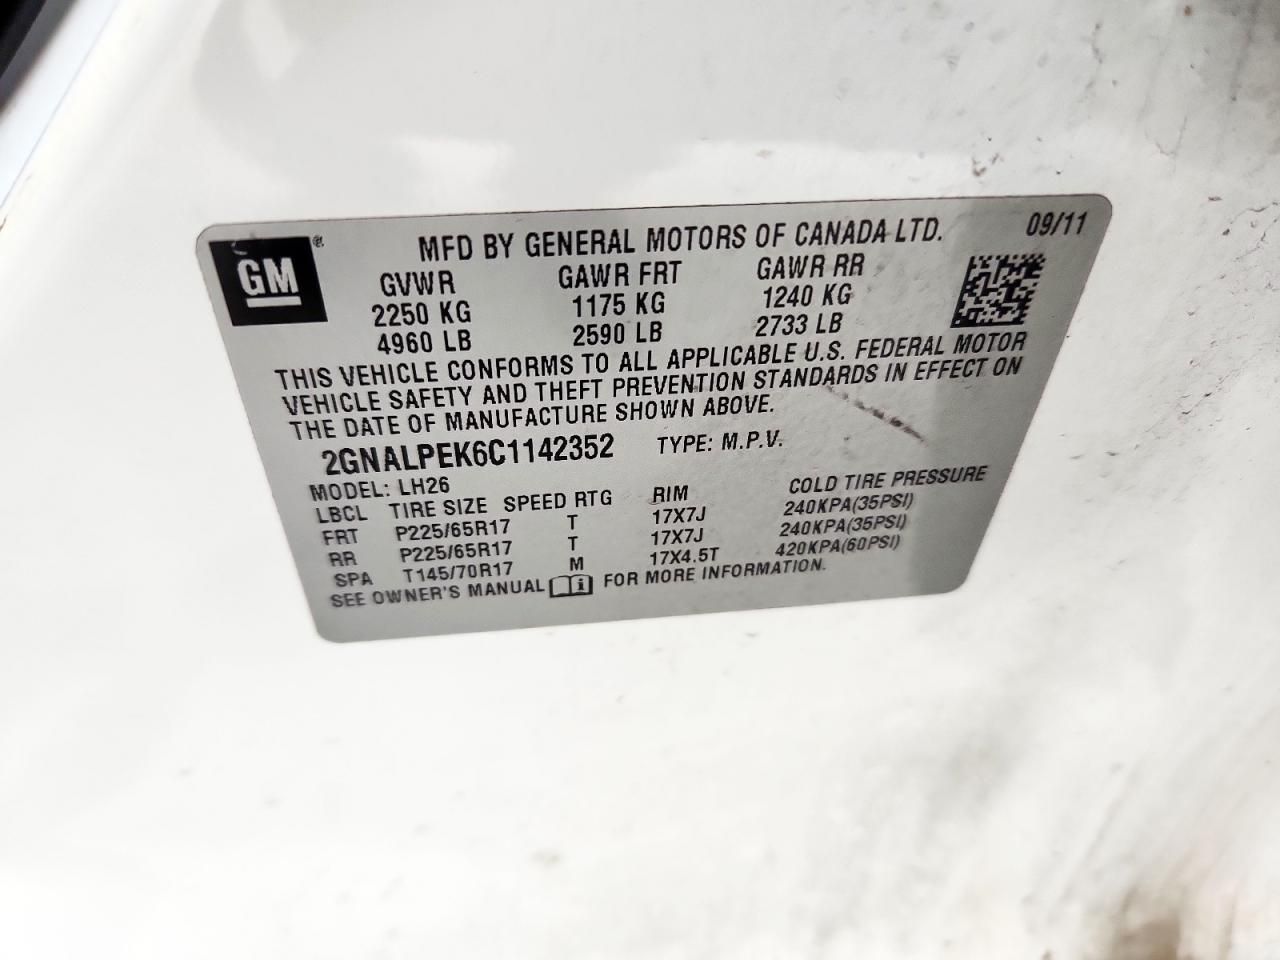 GM ®
MFD BY GENERAL MOTORS OF CANADA LTD. 09/11
GVWR GAWR FRT GAWR RR
2250 KG 1175 KG 1240 KG
4960 LB 2590 LB 2733 LB
THIS VEHICLE CONFORMS TO ALL APPLICABLE U.S. FEDERAL MOTOR
VEHICLE SAFETY AND THEFT PREVENTION STANDARDS IN EFFECT ON
THE DATE OF MANUFACTURE SHOWN ABOVE.
2GNALPEK6C1142352 TYPE: M.P.V.
MODEL: LH26
LBCL TIRE SIZE SPEED RTG RIM COLD TIRE PRESSURE
FRT P225/65R17 T 17X7J 240KPA(35PSI)
RR P225/65R17 T 17X7J 240KPA(35PSI)
SPA T145/70R17 M 17X4.5T 420KPA(60PSI)
SEE OWNER'S MANUAL i FOR MORE INFORMATION.